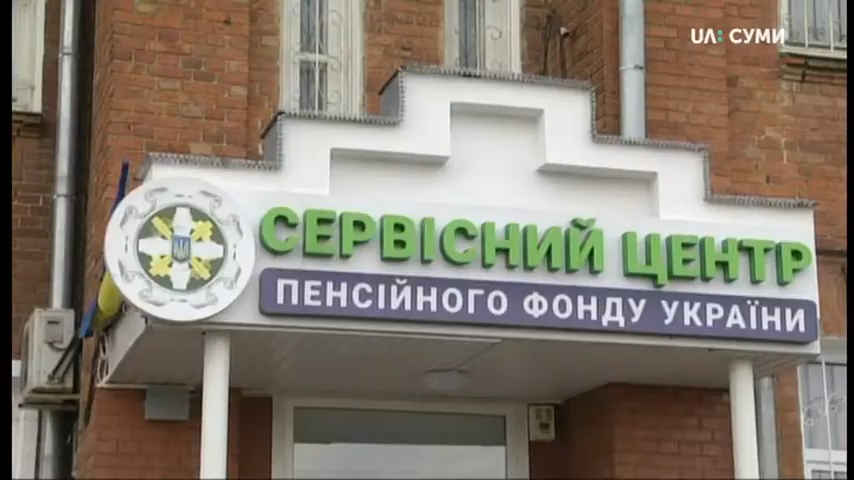 UA: СУМИ
СЕРВІСНИЙ ЦЕНТР
ПЕНСІЙНОГО ФОНДУ УКРАЇНИ